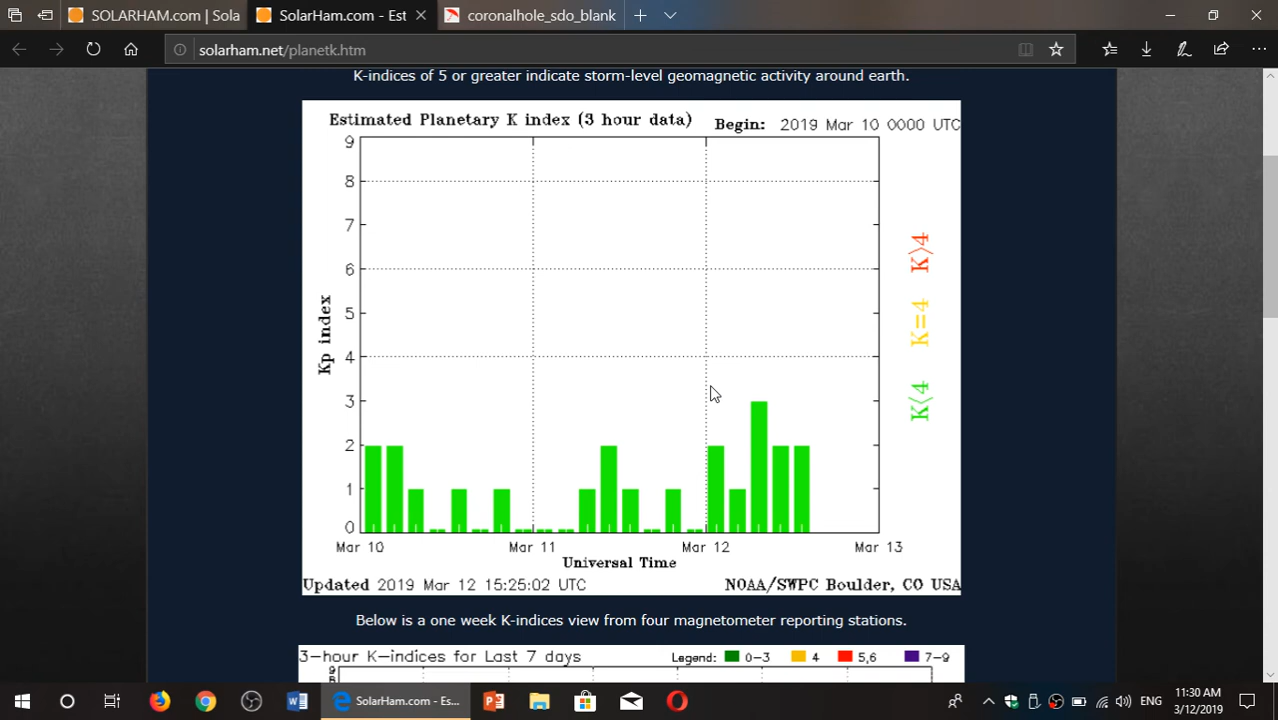 SOLARHAM.com | Sola
SolarHam.com - Est
coronalhole_sdo_blank
solarham.net/planetk.htm
K-indices of 5 or greater indicate storm-level geomagnetic activity around earth.
Estimated Planetary K index (3 hour data)
Begin: 2019 Mar 10 0000 UTC
9
8
7
6
5
4
3
2
1
0
Kp index
K>4
K=4
K<4
Mar 10
Mar 11
Mar 12
Mar 13
Universal Time
Updated 2019 Mar 12 15:25:02 UTC
NOAA/SWPC Boulder, CO USA
Below is a one week K-indices view from four magnetometer reporting stations.
3-hour K-indices for Last 7 days
Legend: 0-3 4 5,6 7-9
9
8
SolarHam.com - Es...
ENG
11:30 AM
3/12/2019